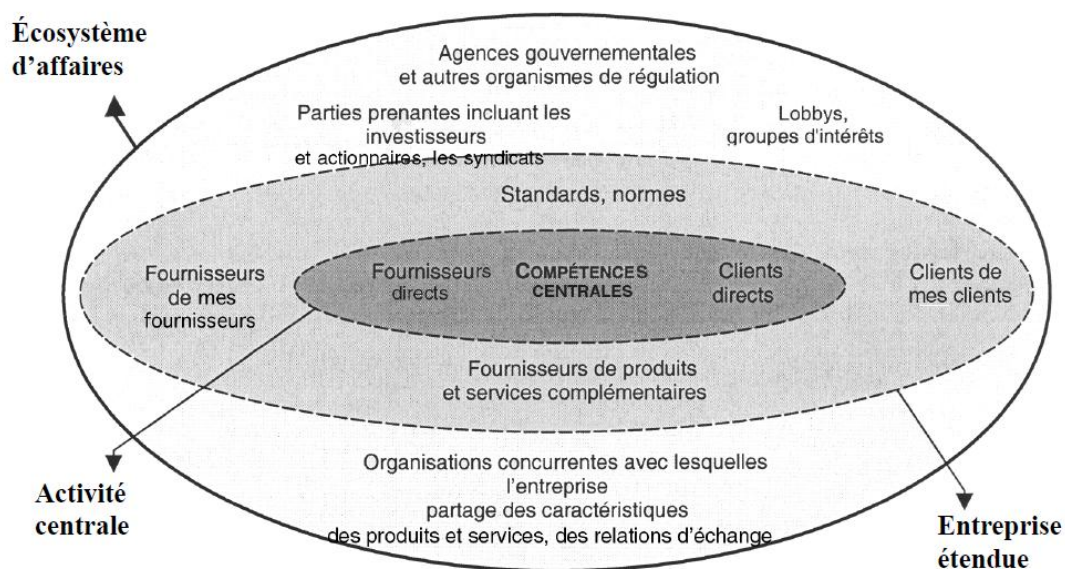 Écosystème
d'affaires
Agences gouvernementales
et autres organismes de régulation
Parties prenantes incluant les
investisseurs
et actionnaires, les syndicats
Lobbys,
groupes d'intérêts
Standards, normes
Fournisseurs
de mes
fournisseurs
Fournisseurs
directs
COMPÉTENCES
CENTRALES
Clients
directs
Clients de
mes clients
Fournisseurs de produits
et services complémentaires
Organisations concurrentes avec lesquelles
l'entreprise
partage des caractéristiques
des produits et services, des relations d'échange
Activité
centrale
Entreprise
étendue